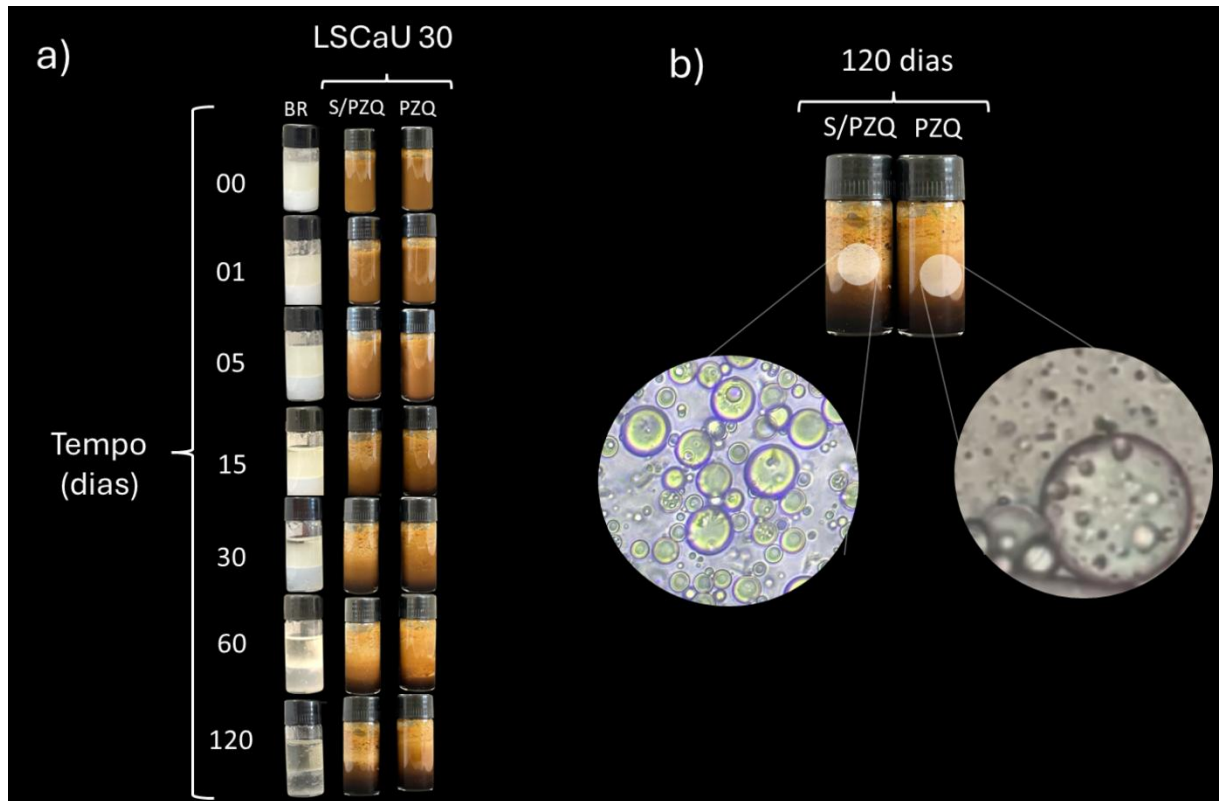 a)
LSCaU 30
BR
S/PZQ
PZQ
00
01
05
Tempo
(dias)
15
30
60
120
b)
120 dias
S/PZQ
PZQ